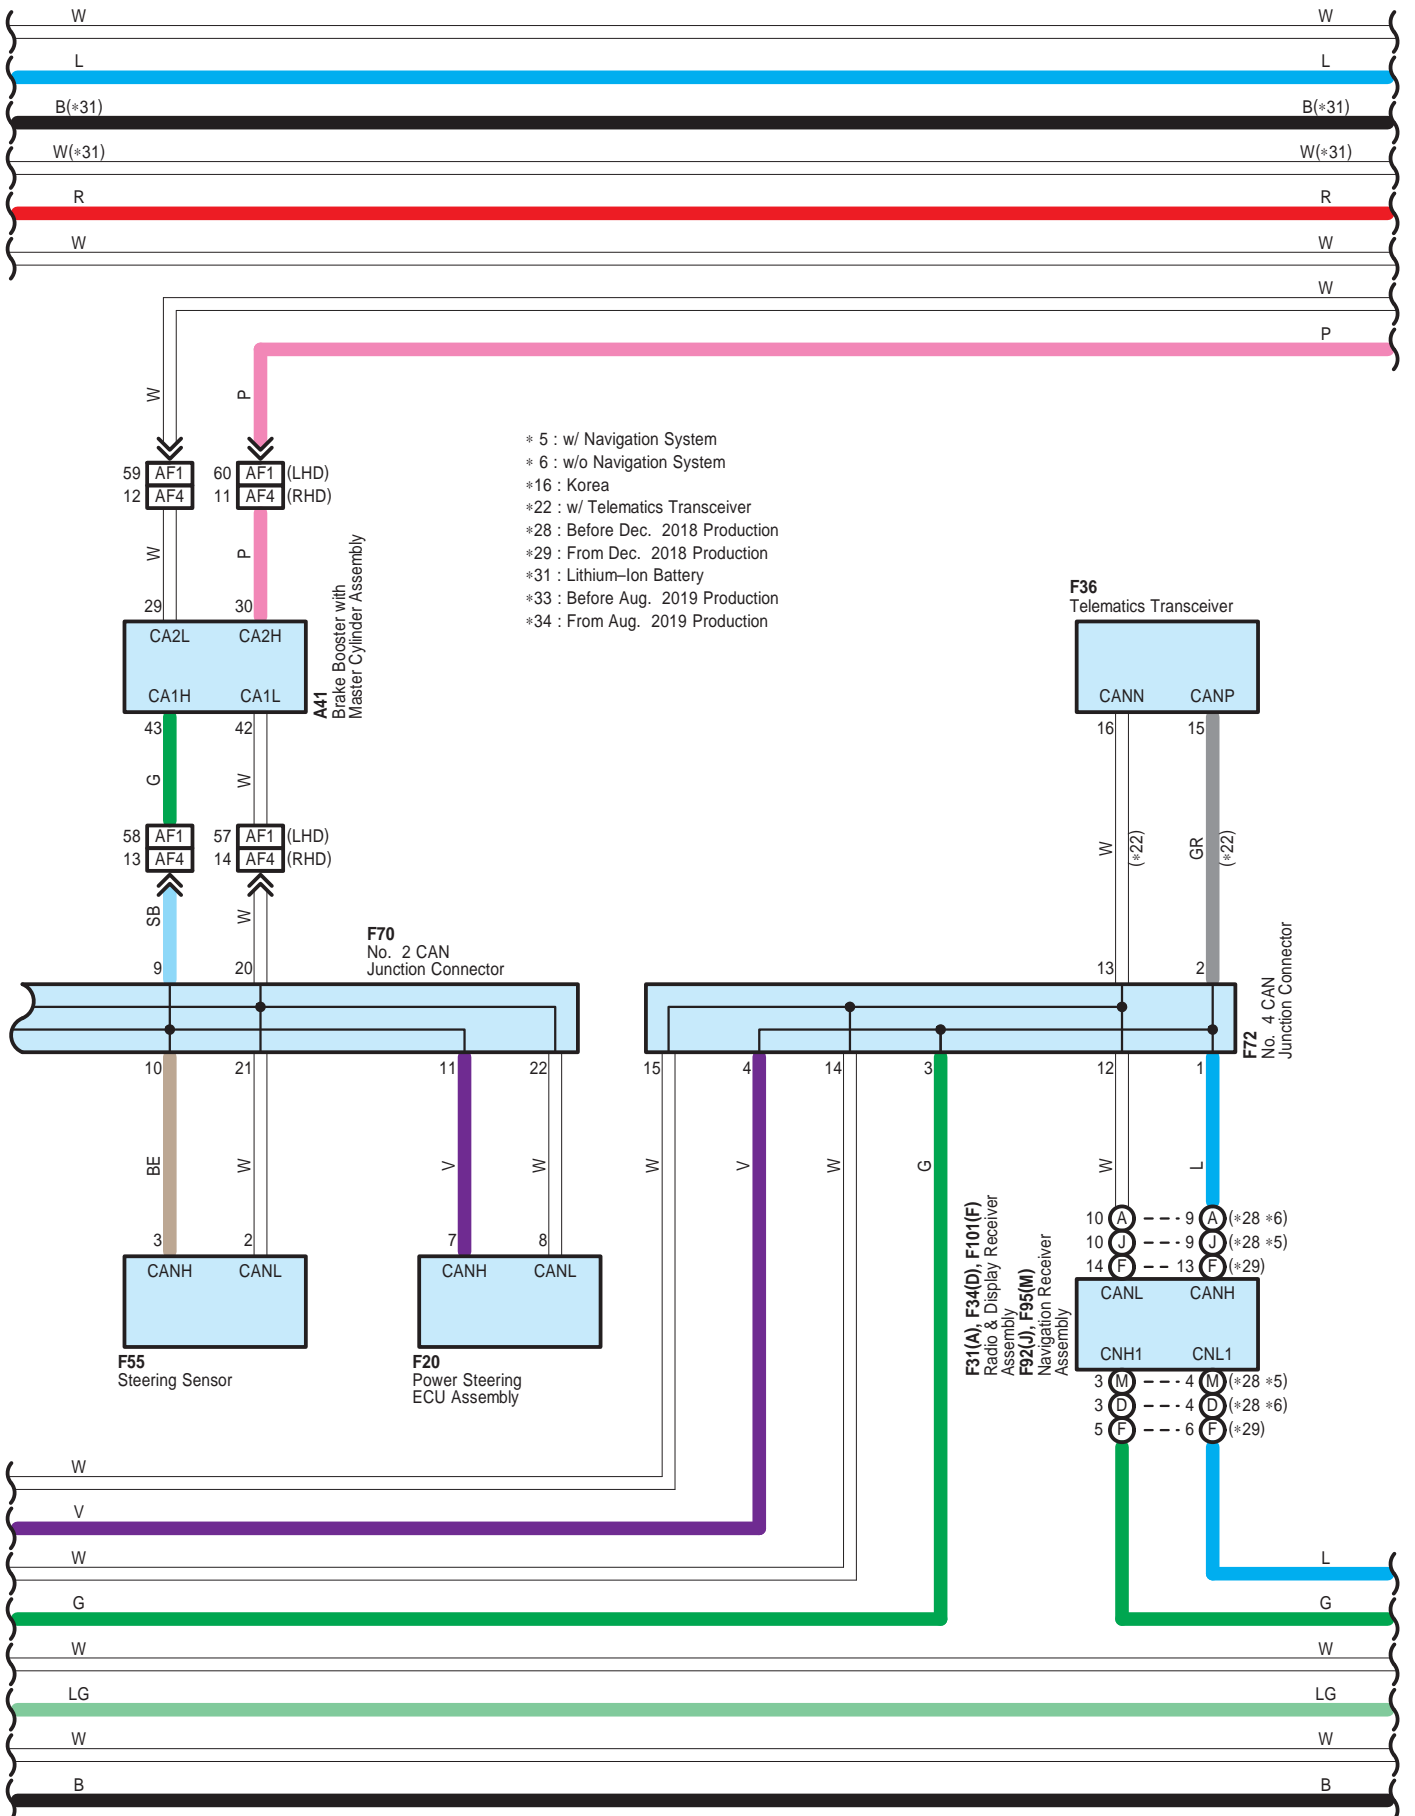 W W
L L
B(*31) B(*31)
W(*31) W(*31)
R R
W W
W
P
W P
59 AF1 60 AF1 (LHD)
12 AF4 11 AF4 (RHD)
W P
29 30
CA2L CA2H
CA1H CA1L
A41
Brake Booster with
Master Cylinder Assembly
43 42
G W
58 AF1 57 AF1 (LHD)
13 AF4 14 AF4 (RHD)
SB W
9 20
F70
No. 2 CAN
Junction Connector
10 21 11 22
BE W V W
3 2 7 8
CANH CANL CANH CANL
F55
Steering Sensor
F20
Power Steering
ECU Assembly
* 5 : w/ Navigation System
* 6 : w/o Navigation System
*16 : Korea
*22 : w/ Telematics Transceiver
*28 : Before Dec. 2018 Production
*29 : From Dec. 2018 Production
*31 : Lithium–Ion Battery
*33 : Before Aug. 2019 Production
*34 : From Aug. 2019 Production
F36
Telematics Transceiver
CANN CANP
16 15
W (*22) GR (*22)
13 2
F72
No. 4 CAN
Junction Connector
15 4 14 3 12 1
W V W G W L
10 A 9 A (*28 *6)
10 J 9 J (*28 *5)
14 F 13 F (*29)
CANL CANH
CNH1 CNL1
F31(A), F34(D), F101(F)
Radio & Display Receiver
Assembly
F92(J), F95(M)
Navigation Receiver
Assembly
3 M 4 M (*28 *5)
3 D 4 D (*28 *6)
5 F 6 F (*29)
W
V
W L
G G
W W
LG LG
W W
B B